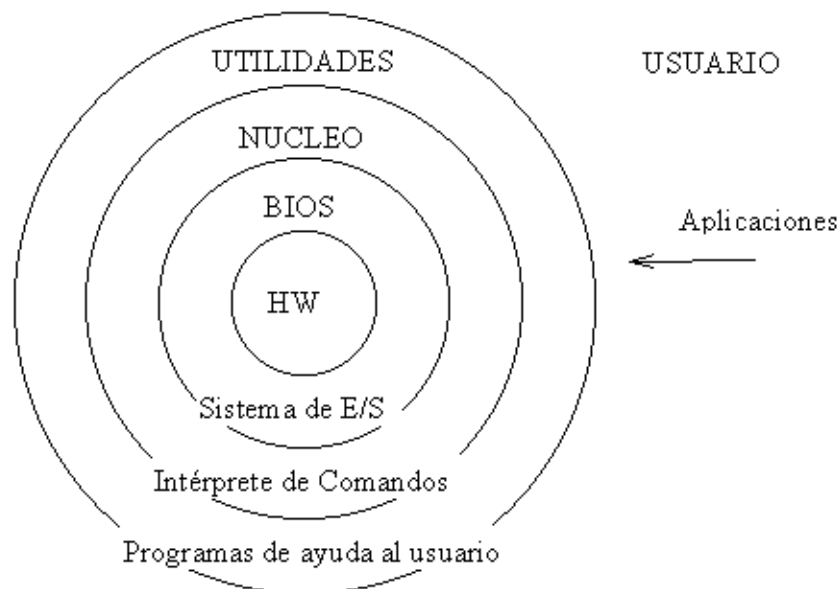 UTILIDADES
USUARIO
NUCLEO
BIOS
Aplicaciones
HW
Sistema de E/S
Intérprete de Comandos
Programas de ayuda al usuario